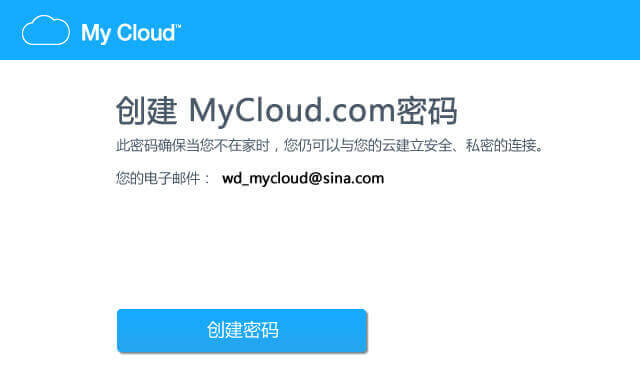 My Cloud™
创建 MyCloud.com密码
此密码确保当您不在家时，您仍可以与您的云建立安全、私密的连接。
您的电子邮件： wd_mycloud@sina.com
创建密码